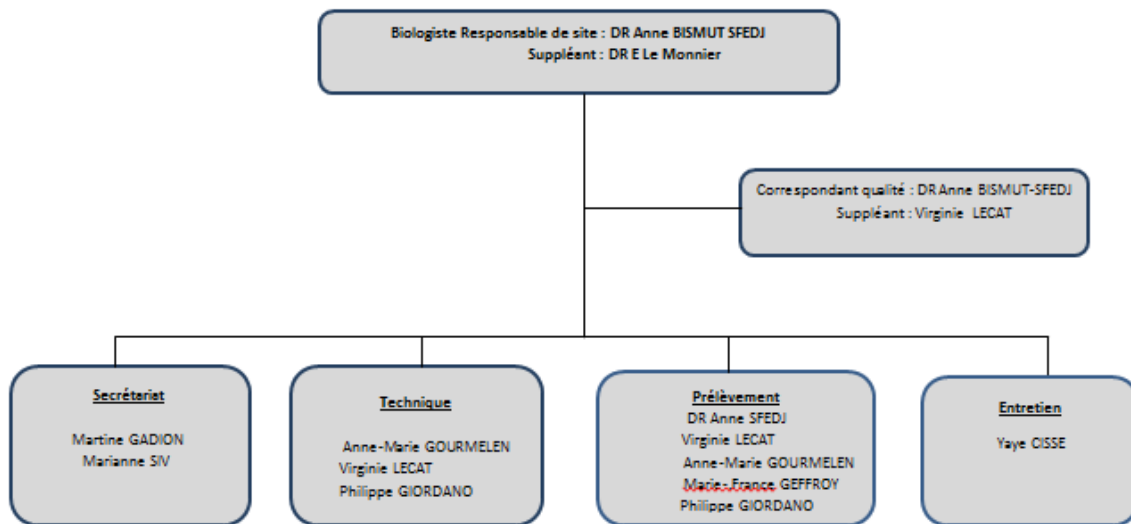 Biologiste Responsable de site : DR Anne BISMUT SFEDJ
Suppléant : DR E Le Monnier
Correspondant qualité : DR Anne BISMUT-SFEDJ
Suppléant : Virginie LECAT
Secrétariat
Martine GADION
Marianne SIV
Technique
Anne-Marie GOURMELEN
Virginie LECAT
Philippe GIORDANO
Prélèvement
DR Anne SFEDJ
Virginie LECAT
Anne-Marie GOURMELEN
Marie-France GEFFROY
Philippe GIORDANO
Entretien
Yaye CISSE